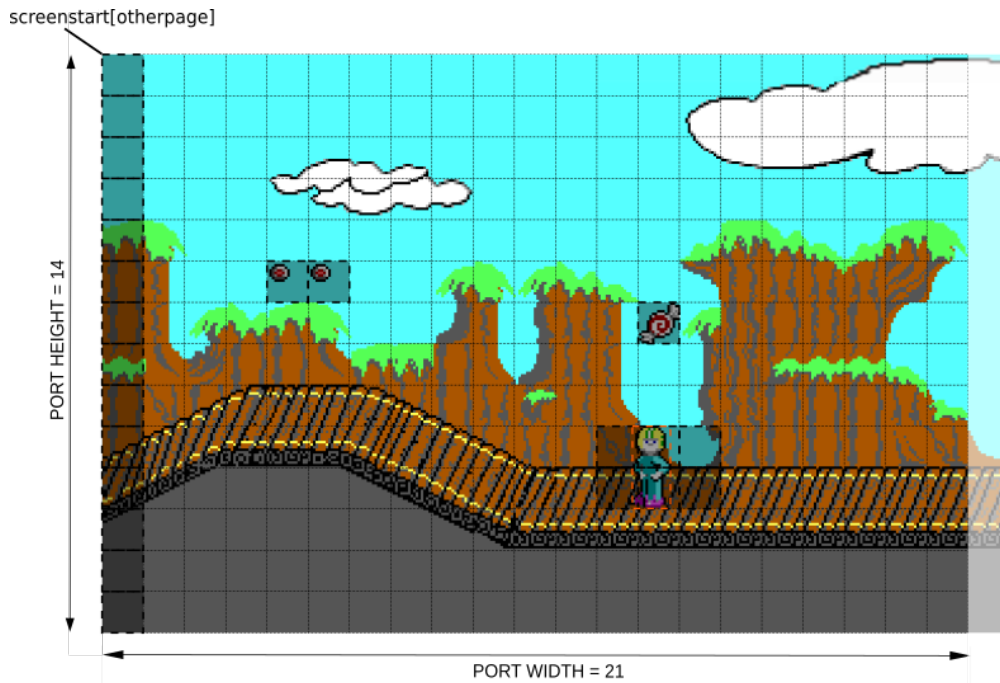 screenstart[otherpage]
PORT HEIGHT = 14
PORT WIDTH = 21